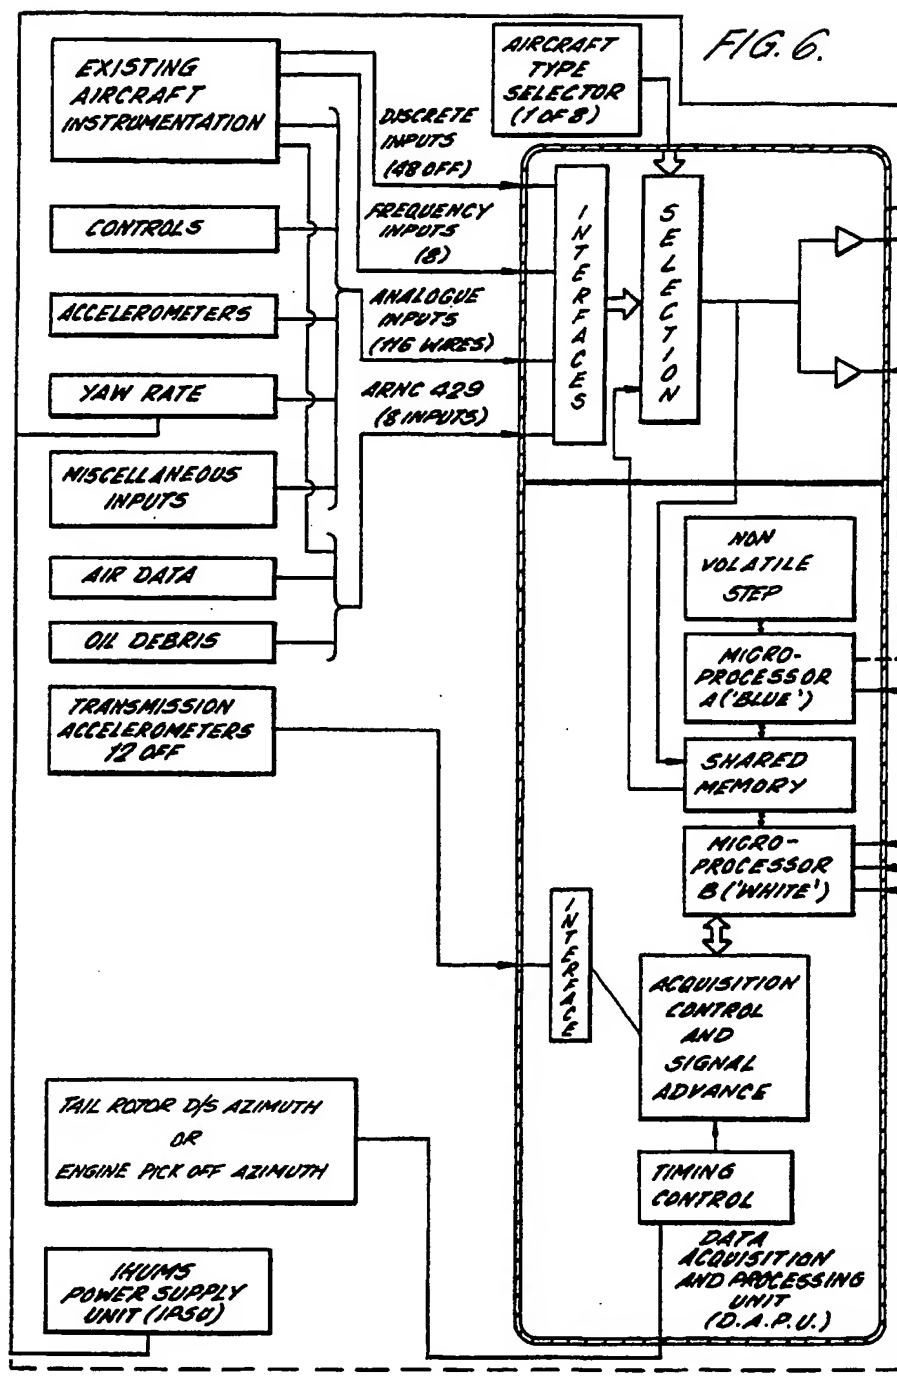 FIG. 6.
EXISTING
AIRCRAFT
INSTRUMENTATION
AIRCRAFT
TYPE
SELECTOR
(1 OF 8)
DISCRETE
INPUTS
(48 OFF)
FREQUENCY
INPUTS
(8)
ANALOGUE
INPUTS
(116 WIRES)
ARNC 429
(8 INPUTS)
CONTROLS
ACCELEROMETERS
YAW RATE
MISCELLANEOUS
INPUTS
AIR DATA
OIL DEBRIS
TRANSMISSION
ACCELEROMETERS
12 OFF
INTERFACES
SELECTION
NON
VOLATILE
STEP
MICRO-
PROCESSOR
A ('BLUE')
SHARED
MEMORY
MICRO-
PROCESSOR
B ('WHITE')
INTERFACE
ACQUISITION
CONTROL
AND
SIGNAL
ADVANCE
TIMING
CONTROL
TAIL ROTOR D/S AZIMUTH
OR
ENGINE PICK OFF AZIMUTH
IHUMS
POWER SUPPLY
UNIT (IPSU)
DATA
ACQUISITION
AND PROCESSING
UNIT
(D.A.P.U.)